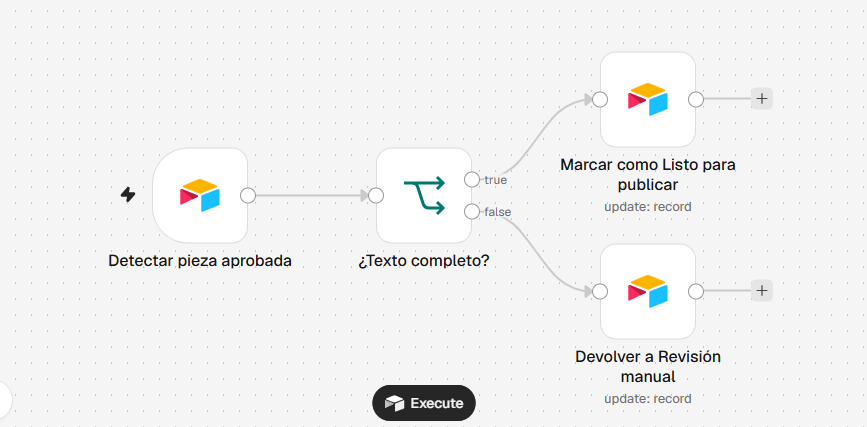 true
Marcar como Listo para
publicar
update: record
false
Detectar pieza aprobada
¿Texto completo?
Devolver a Revisión
manual
update: record
Execute